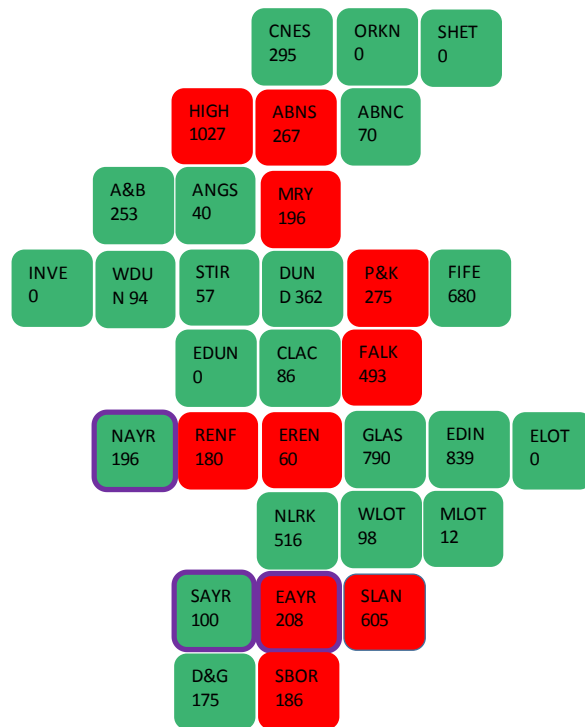 CNES ORKN SHET
295 0 0
HIGH ABNS ABNC
1027 267 70
A&B ANGS MRY
253 40 196
INVE WDU STIR DUN P&K FIFE
0 N 94 57 D 362 275 680
EDUN CLAC FALK
0 86 493
NAYR RENF EREN GLAS EDIN ELOT
196 180 60 790 839 0
NLRK WLOT MLOT
516 98 12
SAYR EAYR SLAN
100 208 605
D&G SBOR
175 186